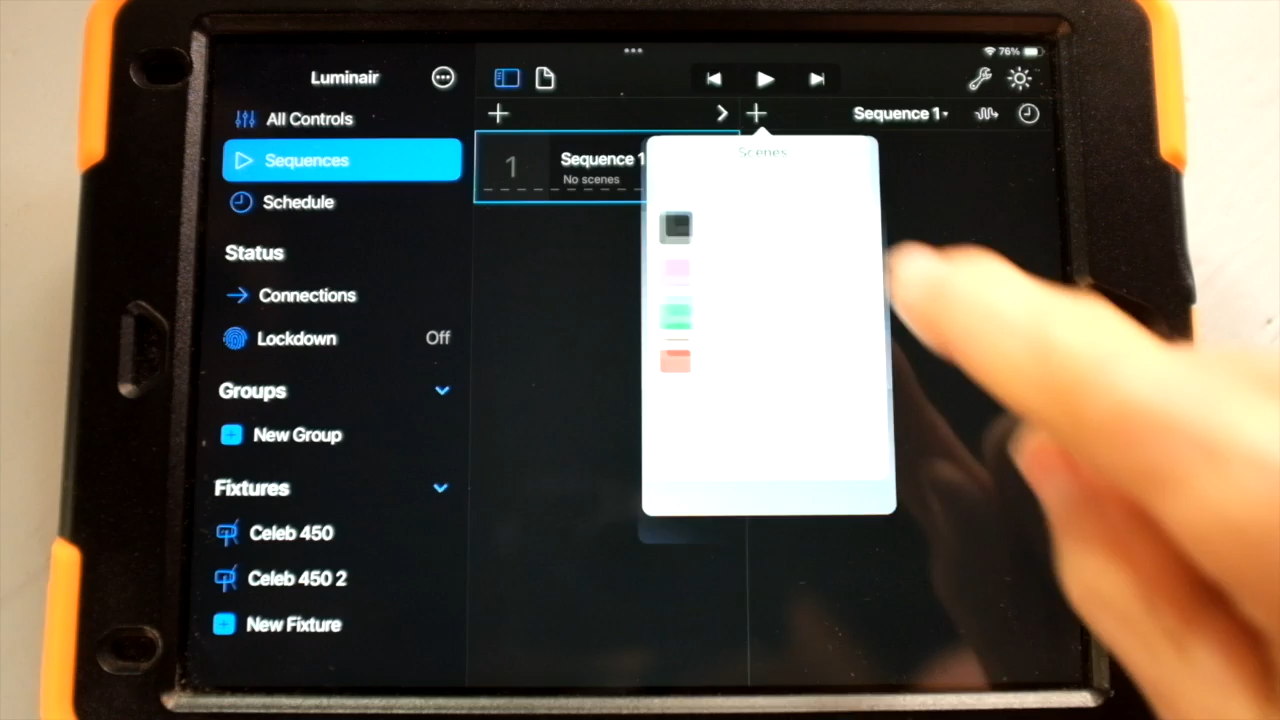 76%
Luminair
All Controls
Sequences
Schedule
Status
Connections
Lockdown Off
Groups
New Group
Fixtures
Celeb 450
Celeb 450 2
New Fixture
1 Sequence 1
No scenes
Sequence 1
Scenes